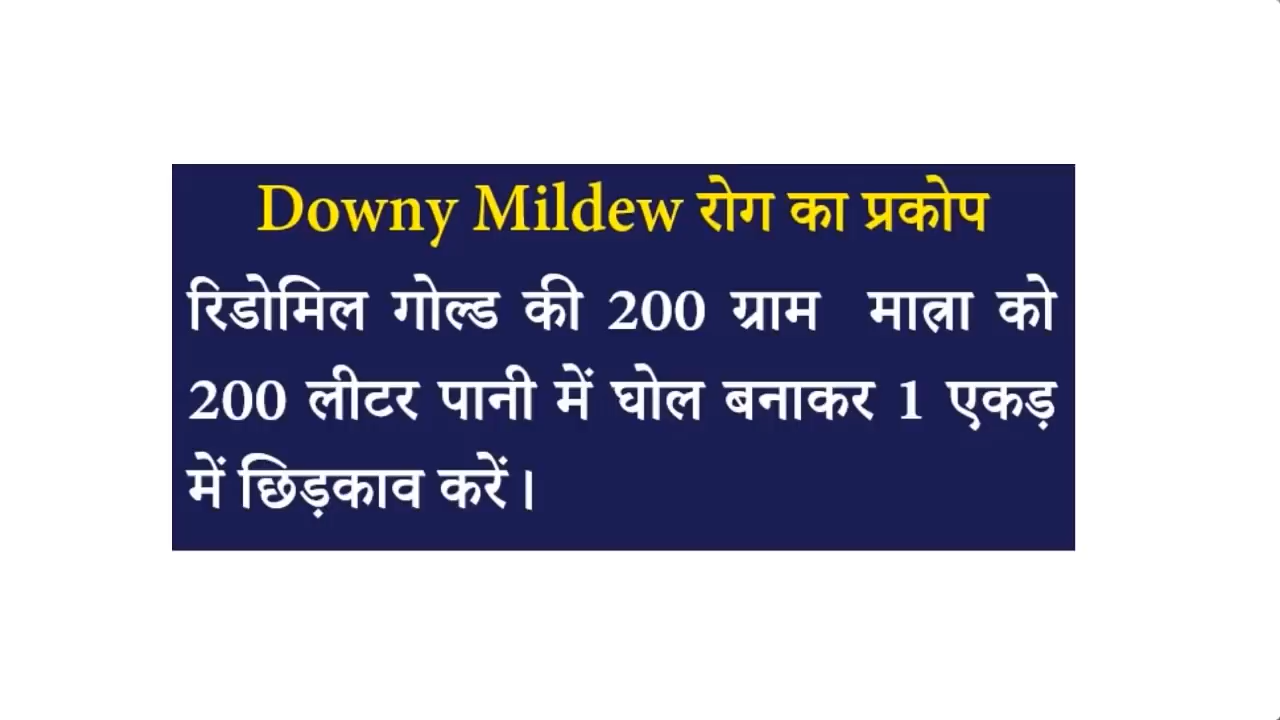 Downy Mildew रोग का प्रकोप
रिडोमिल गोल्ड की 200 ग्राम मात्रा को
200 लीटर पानी में घोल बनाकर 1 एकड़
में छिड़काव करें।